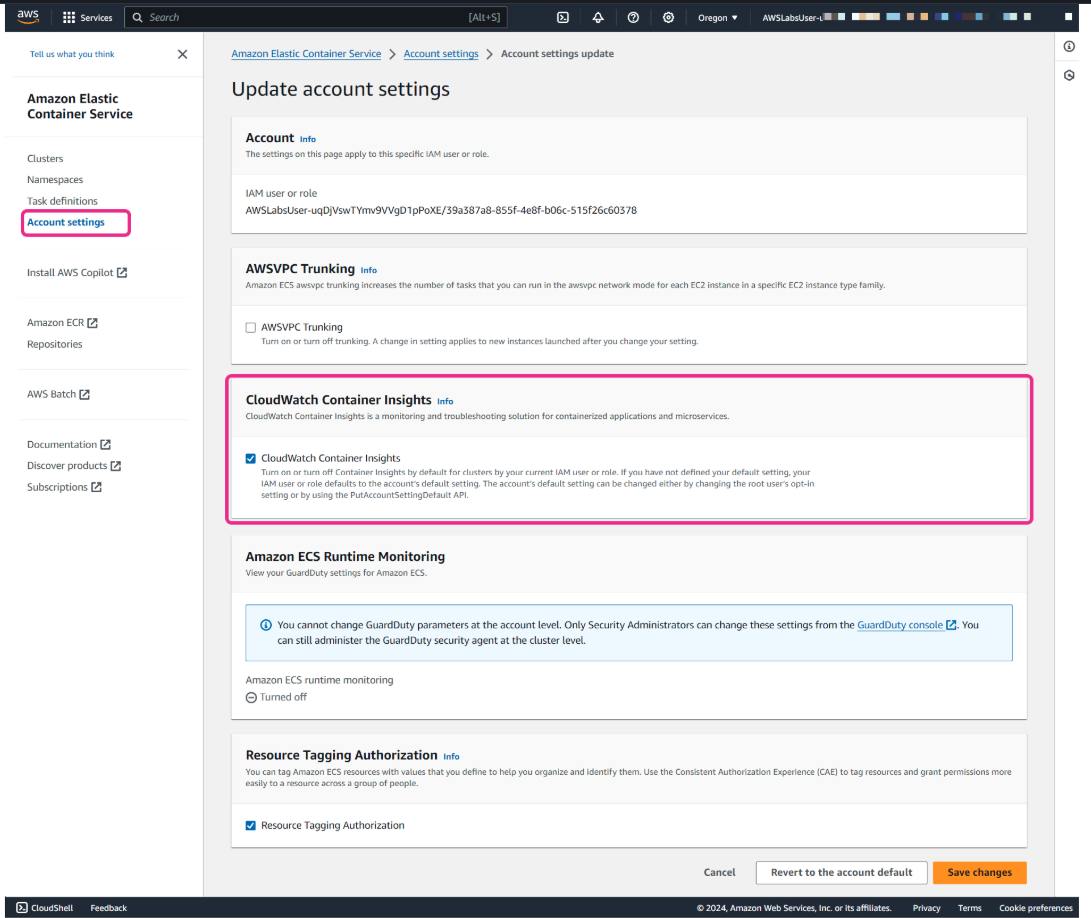 aws
Services
Search
[Alt+S]
Oregon
AWSLabsUser-u
Tell us what you think
Amazon Elastic
Container Service
Clusters
Namespaces
Task definitions
Account settings
Install AWS Copilot
Amazon ECR
Repositories
AWS Batch
Documentation
Discover products
Subscriptions
Amazon Elastic Container Service > Account settings > Account settings update
Update account settings
Account Info
The settings on this page apply to this specific IAM user or role.
IAM user or role
AWSLabsUser-uqDjVswTYmv9VVgD1pPoXE/39a387a8-855f-4e8f-b06c-515f26c60378
AWSVPC Trunking Info
Amazon ECS awsvpc trunking increases the number of tasks that you can run in the awsvpc network mode for each EC2 instance in a specific EC2 instance type family.
AWSVPC Trunking
Turn on or turn off trunking. A change in setting applies to new instances launched after you change your setting.
CloudWatch Container Insights Info
CloudWatch Container Insights is a monitoring and troubleshooting solution for containerized applications and microservices.
CloudWatch Container Insights
Turn on or turn off Container Insights by default for clusters by your current IAM user or role. If you have not defined your default setting, your
IAM user or role defaults to the account's default setting. The account's default setting can be changed either by changing the root user's opt-in
setting or by using the PutAccountSettingDefault API.
Amazon ECS Runtime Monitoring
View your GuardDuty settings for Amazon ECS.
You cannot change GuardDuty parameters at the account level. Only Security Administrators can change these settings from the GuardDuty console. You
can still administer the GuardDuty security agent at the cluster level.
Amazon ECS runtime monitoring
Turned off
Resource Tagging Authorization Info
You can tag Amazon ECS resources with values that you define to help you organize and identify them. Use the Consistent Authorization Experience (CAE) to tag resources and grant permissions more
easily to a resource across a group of people.
Resource Tagging Authorization
Cancel
Revert to the account default
Save changes
CloudShell
Feedback
© 2024, Amazon Web Services, Inc. or its affiliates.
Privacy
Terms
Cookie preferences